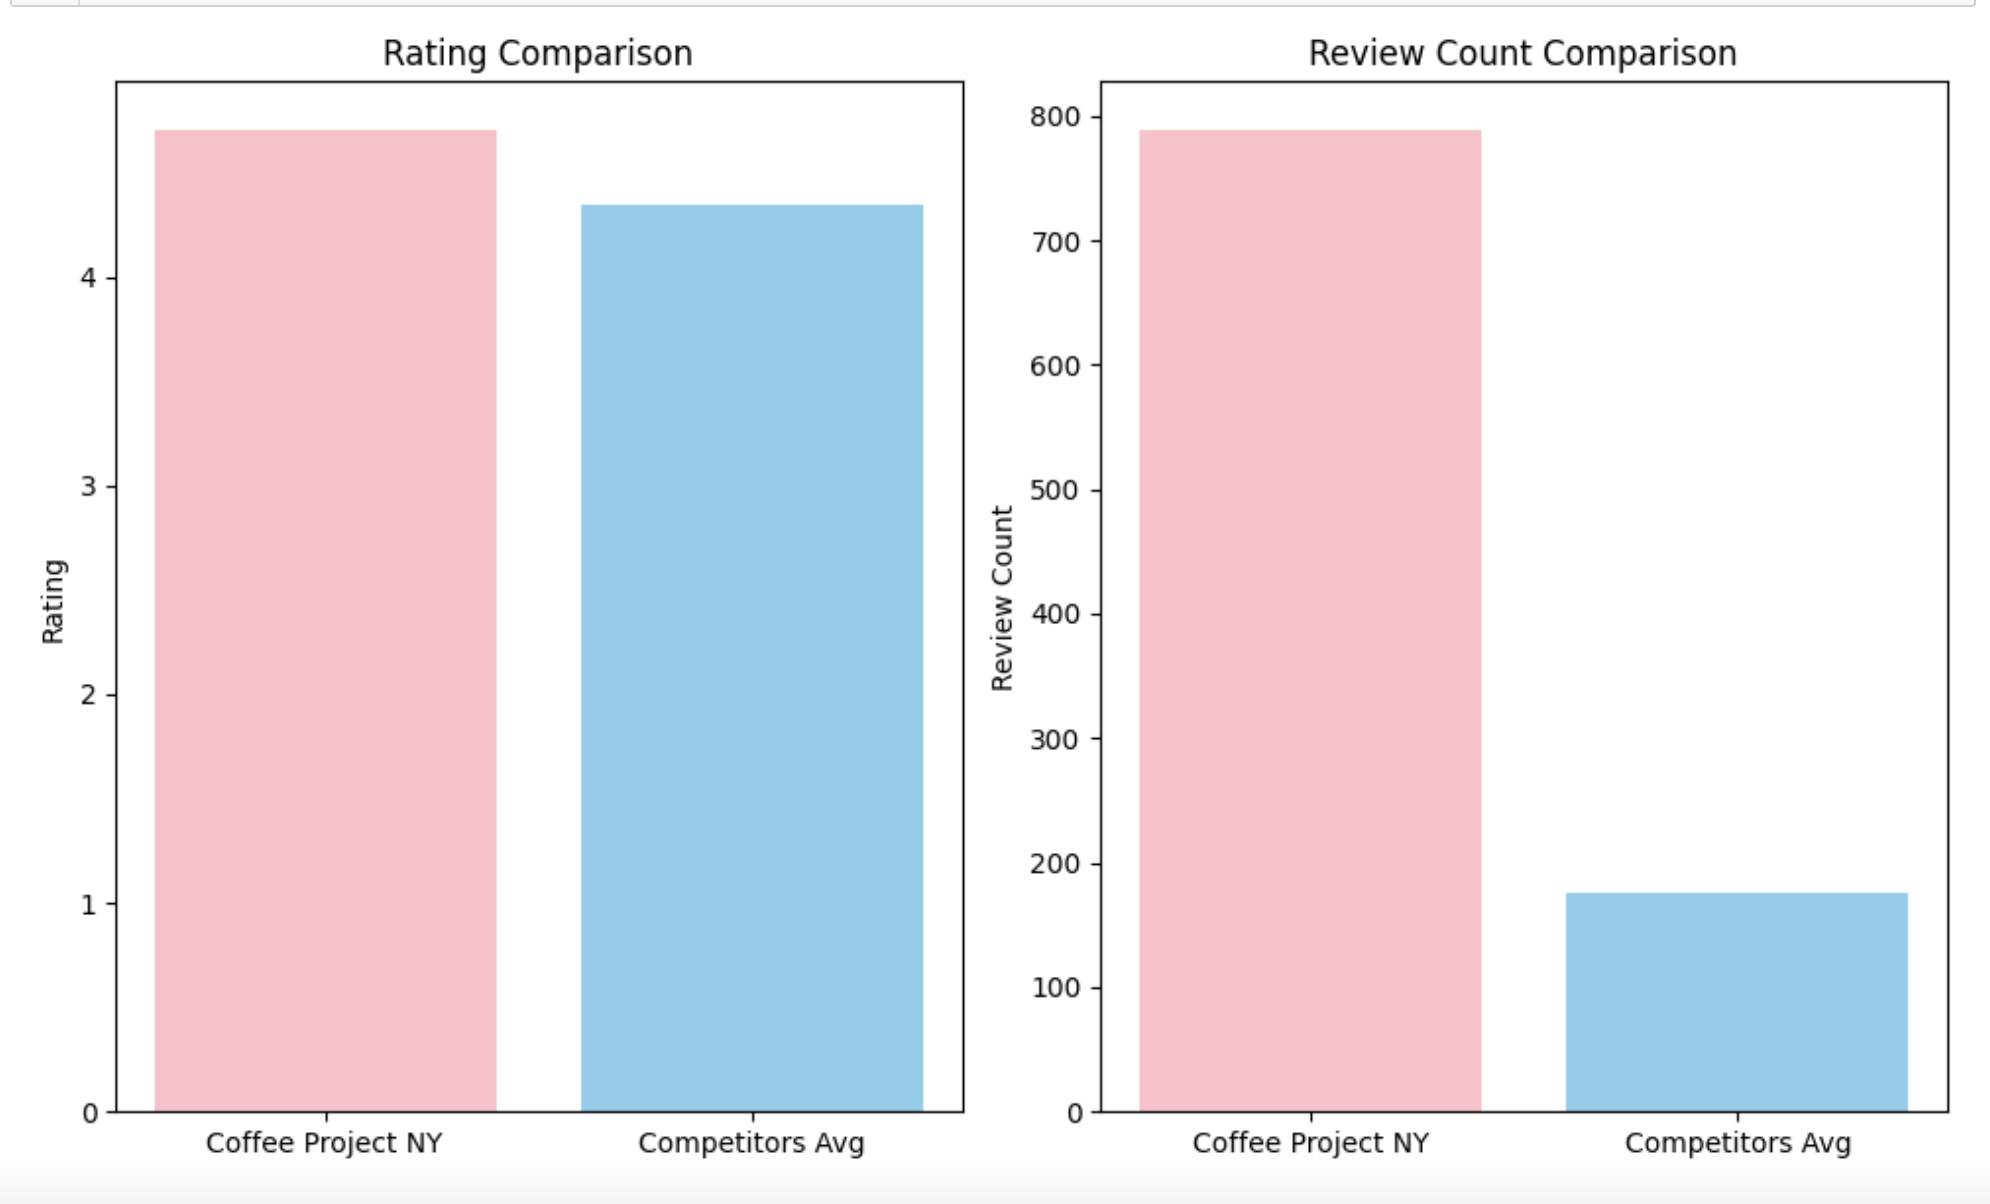 Rating Comparison
Rating
4
3
2
1
0
Coffee Project NY
Competitors Avg
Review Count Comparison
Review Count
800
700
600
500
400
300
200
100
0
Coffee Project NY
Competitors Avg